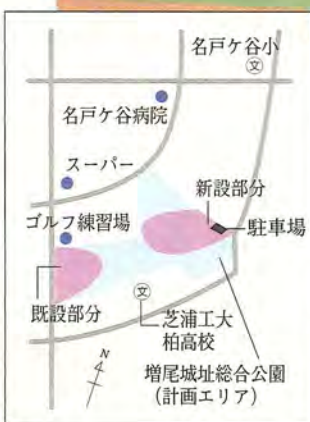 名戸ケ谷小
文
名戸ケ谷病院
スーパー
新設部分
駐車場
ゴルフ練習場
既設部分
文
芝浦工大
柏高校
N
増尾城址総合公園
(計画エリア)